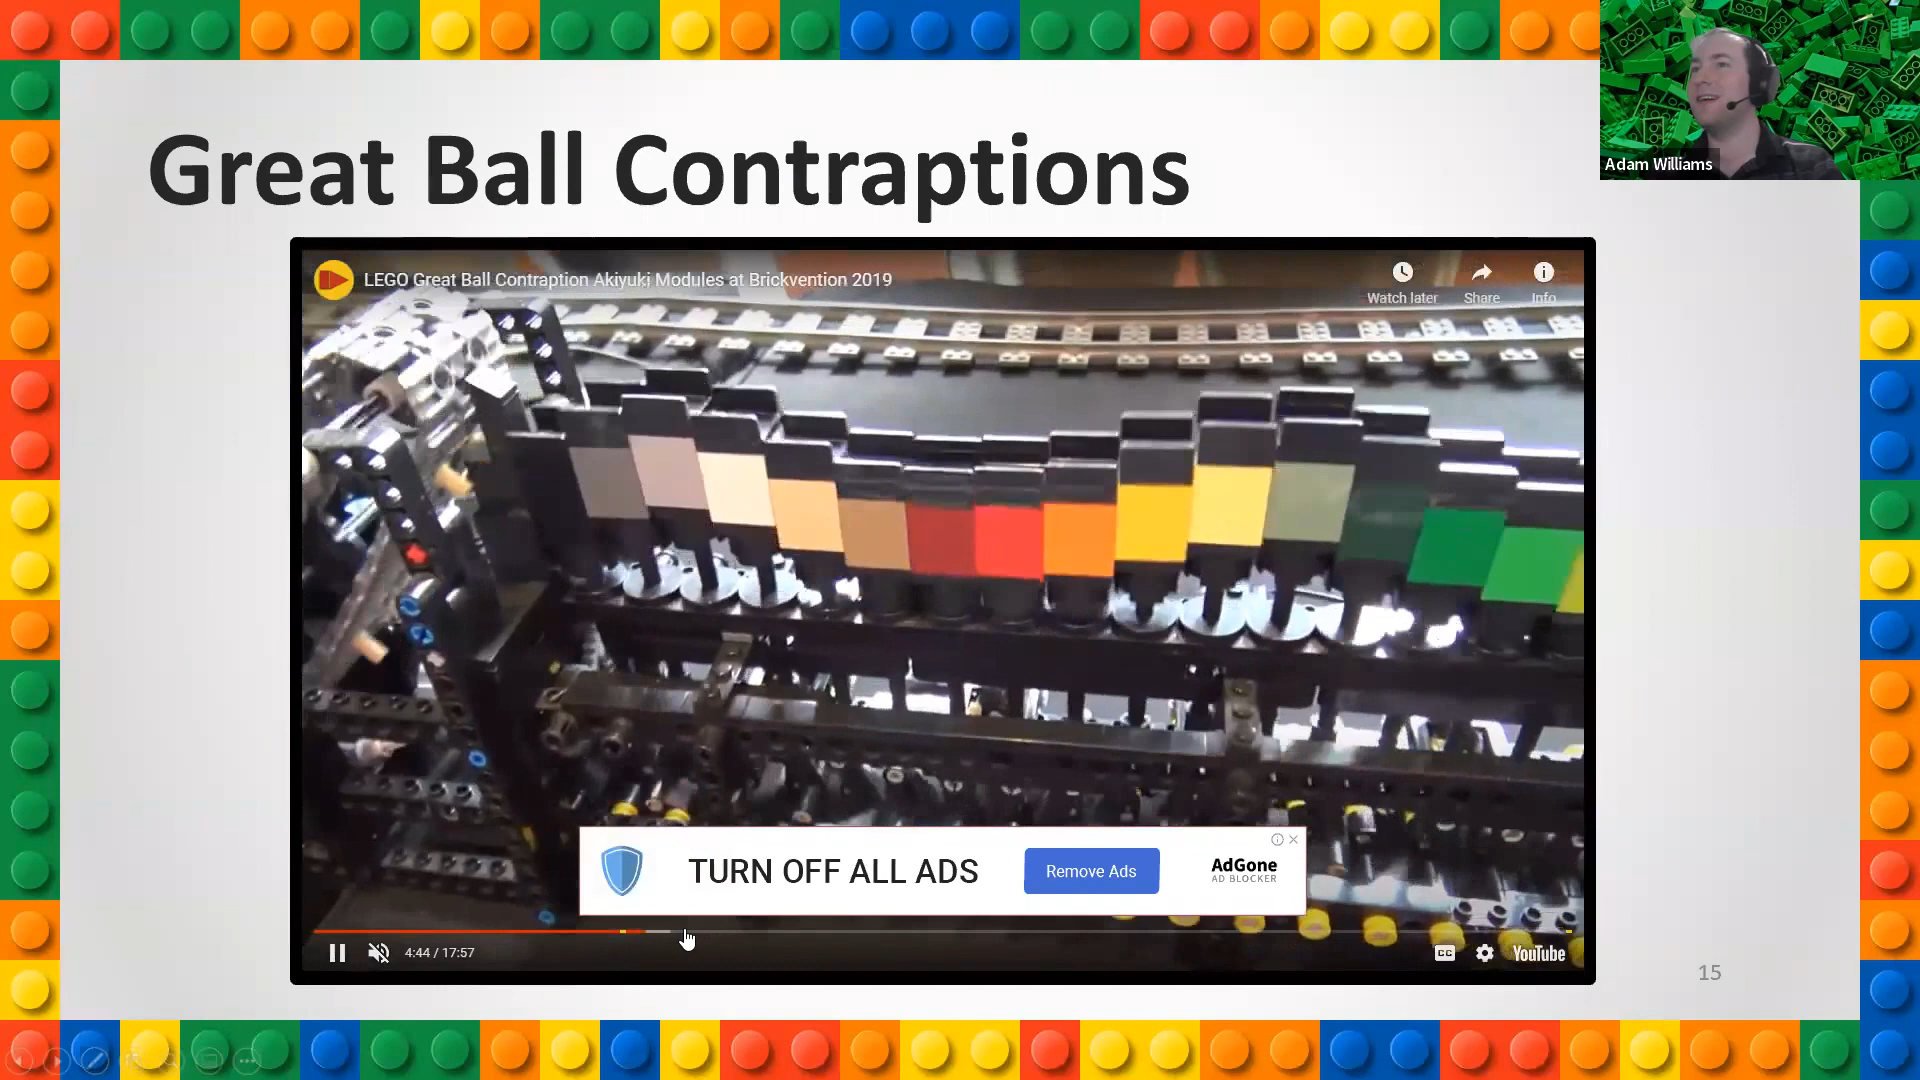 Great Ball Contraptions
Adam Williams
LEGO Great Ball Contraption Akiyuki Modules at Brickvention 2019
Watch later
Share
Info
TURN OFF ALL ADS
Remove Ads
AdGone
AD BLOCKER
4:44 / 17:57
CC
YouTube
15